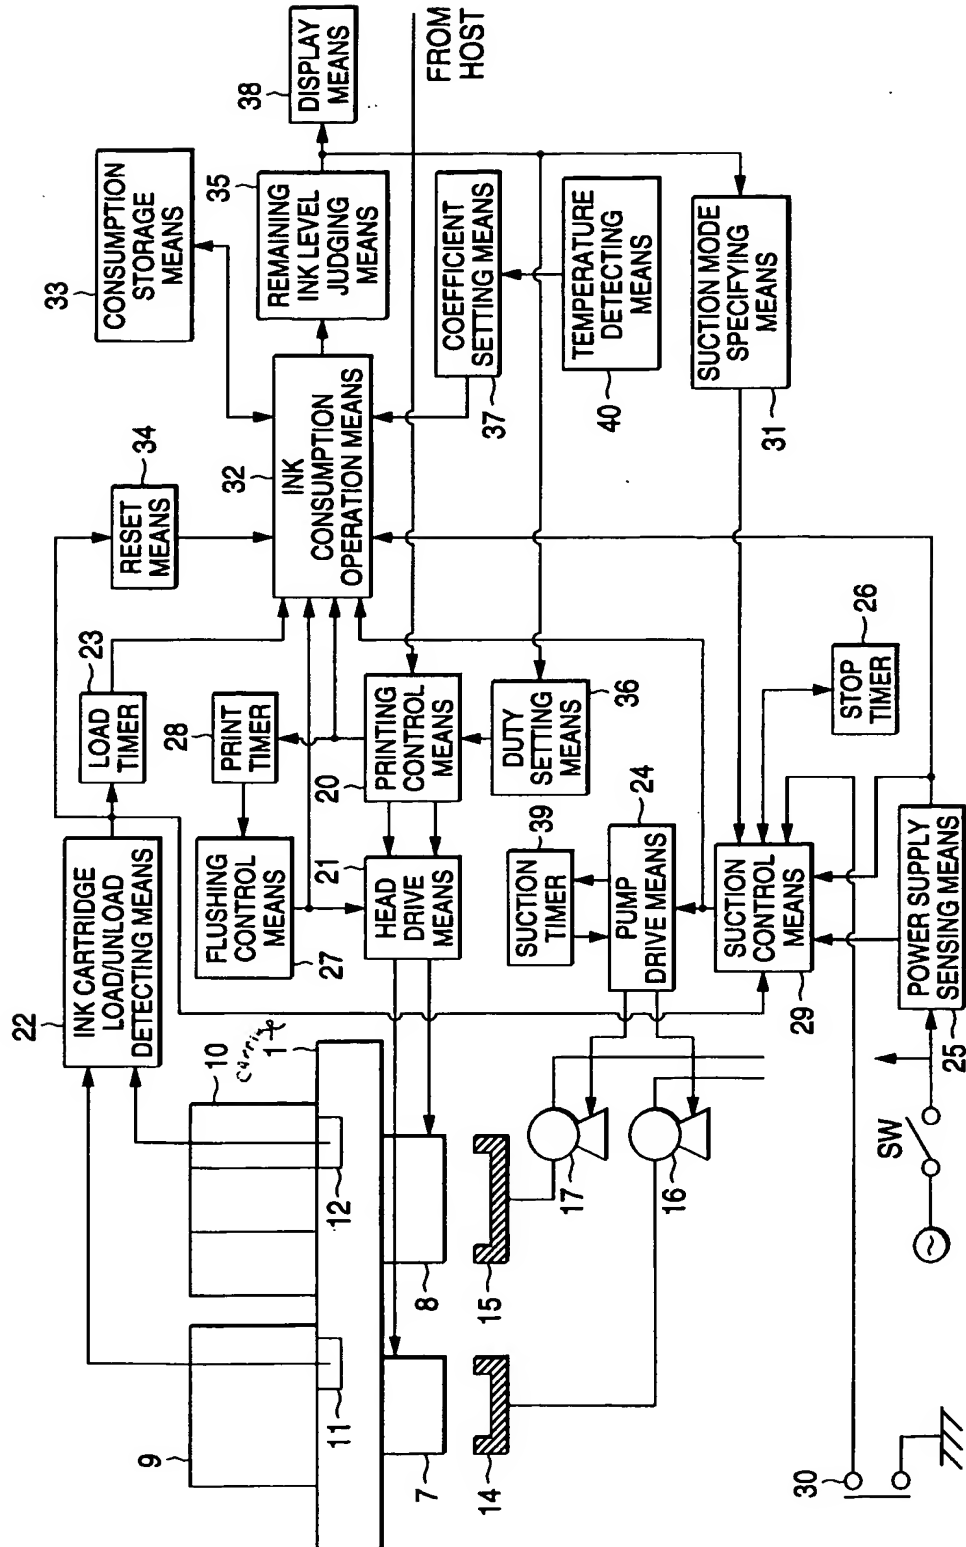 22
INK CARTRIDGE
LOAD/UNLOAD
DETECTING MEANS
23
LOAD
TIMER
34
RESET
MEANS
33
CONSUMPTION
STORAGE
MEANS
28
PRINT
TIMER
FLUSHING
CONTROL
MEANS
27
32
INK
CONSUMPTION
OPERATION MEANS
35
REMAINING
INK LEVEL
JUDGING
MEANS
38
DISPLAY
MEANS
FROM
HOST
21
HEAD
DRIVE
MEANS
20
PRINTING
CONTROL
MEANS
COEFFICIENT
SETTING MEANS
37
36
DUTY
SETTING
MEANS
TEMPERATURE
DETECTING
MEANS
40
39
SUCTION
TIMER
24
PUMP
DRIVE MEANS
SUCTION MODE
SPECIFYING
MEANS
31
26
STOP
TIMER
SUCTION
CONTROL
MEANS
29
POWER SUPPLY
SENSING MEANS
25
SW
30
9
10
carriage
1
11
12
7
8
14
15
17
16